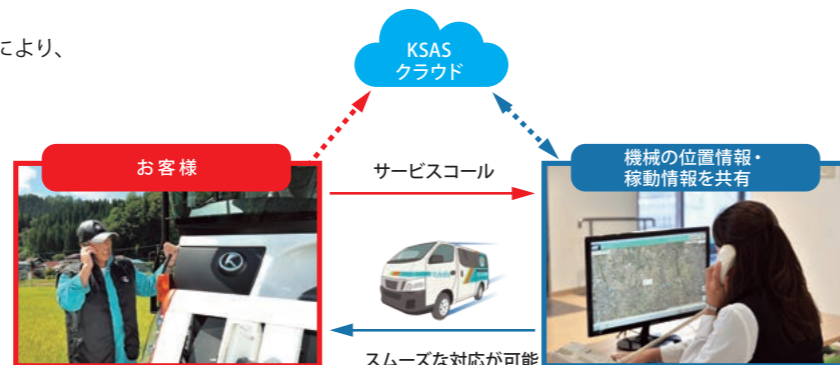 により、
KSAS
クラウド
お客様
サービスコール
機械の位置情報・
稼動情報を共有
スムーズな対応が可能